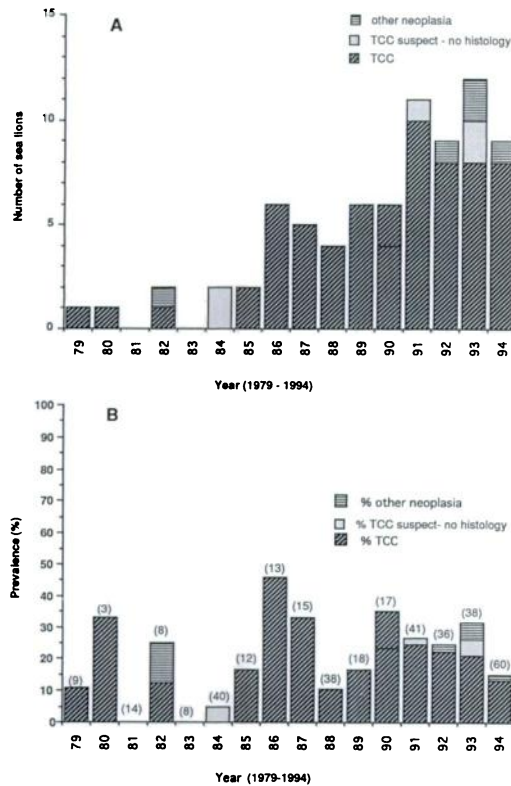 A
other neoplasia
TCC suspect - no histology
TCC
Number of sea lions
15
10
5
0
79 80 81 82 83 84 85 86 87 88 89 90 91 92 93 94
Year (1979 - 1994)
B
% other neoplasia
% TCC suspect- no histology
% TCC
Prevalence (%)
100
90
80
70
60
50
40
30
20
10
0
(9) (3) (14) (8) (8) (40) (12) (13) (15) (38) (18) (17) (41) (36) (38) (60)
79 80 81 82 83 84 85 86 87 88 89 90 91 92 93 94
Year (1979-1994)